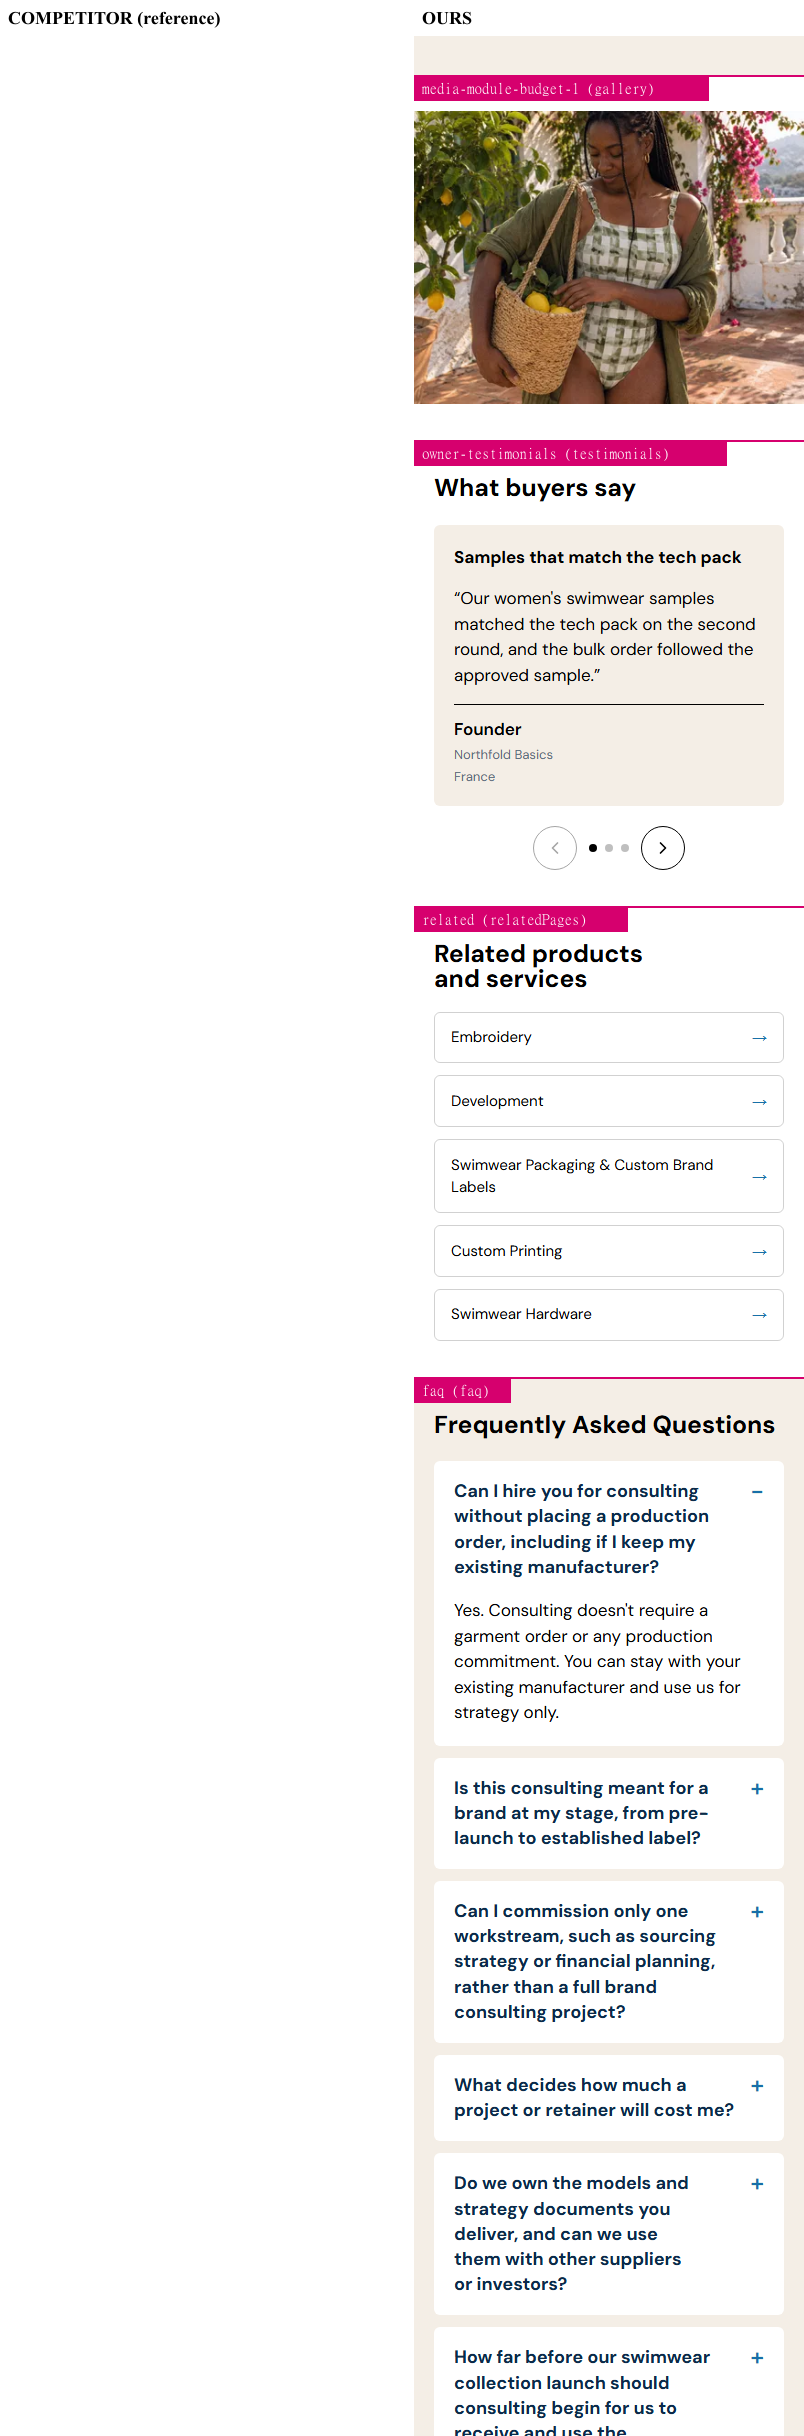 COMPETITOR (reference)
OURS
media-module-budget-1 (gallery)
owner-testimonials (testimonials)
What buyers say
Samples that match the tech pack
“Our women's swimwear samples
matched the tech pack on the second
round, and the bulk order followed the
approved sample.”
Founder
Northfold Basics
France
related (relatedPages)
Related products
and services
Embroidery →
Development →
Swimwear Packaging & Custom Brand
Labels →
Custom Printing →
Swimwear Hardware →
faq (faq)
Frequently Asked Questions
Can I hire you for consulting −
without placing a production
order, including if I keep my
existing manufacturer?
Yes. Consulting doesn't require a
garment order or any production
commitment. You can stay with your
existing manufacturer and use us for
strategy only.
Is this consulting meant for a +
brand at my stage, from pre-
launch to established label?
Can I commission only one +
workstream, such as sourcing
strategy or financial planning,
rather than a full brand
consulting project?
What decides how much a +
project or retainer will cost me?
Do we own the models and +
strategy documents you
deliver, and can we use
them with other suppliers
or investors?
How far before our swimwear +
collection launch should
consulting begin for us to
receive and use the